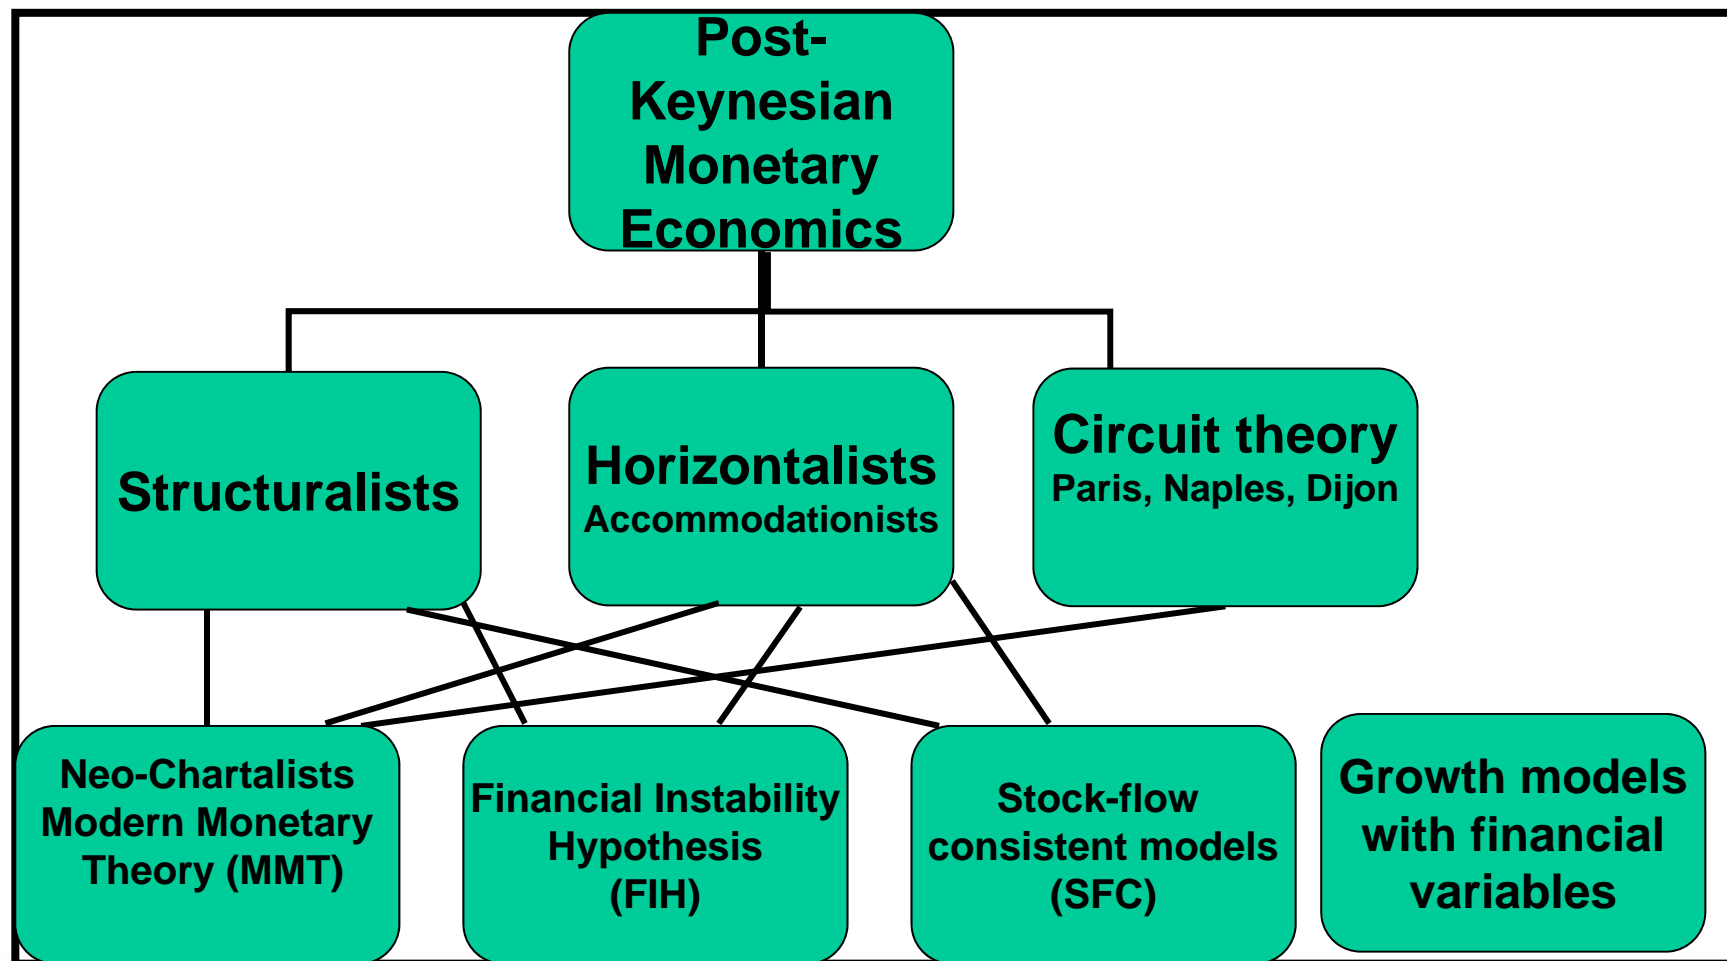 Post-
Keynesian
Monetary
Economics
Structuralists
Horizontalists
Accommodationists
Circuit theory
Paris, Naples, Dijon
Neo-Chartalists
Modern Monetary
Theory (MMT)
Financial Instability
Hypothesis
(FIH)
Stock-flow
consistent models
(SFC)
Growth models
with financial
variables